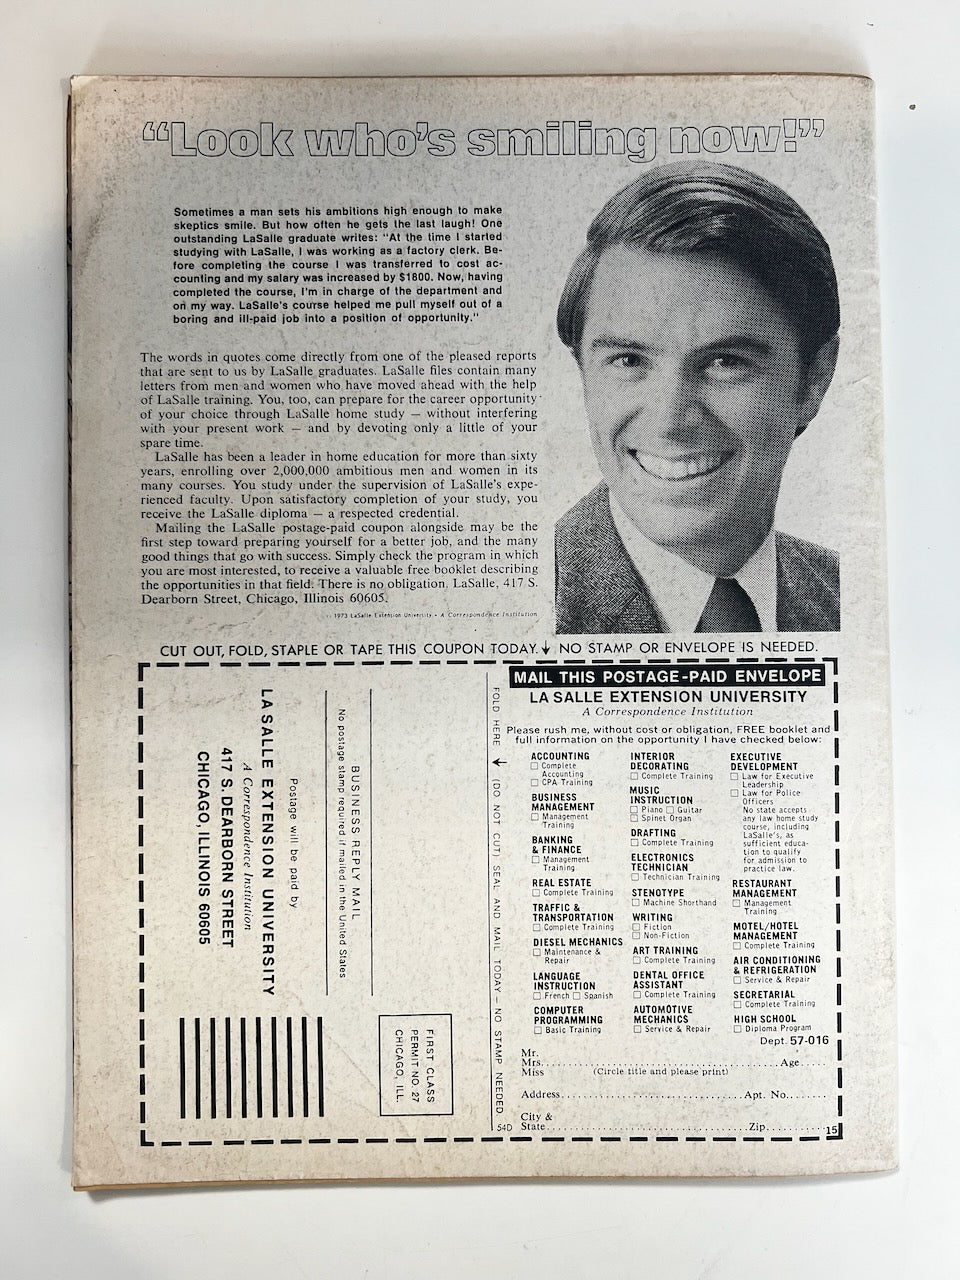 “Look who’s smiling now!”
Sometimes a man sets his ambitions high enough to make
skeptics smile. But how often he gets the last laugh! One
outstanding LaSalle graduate writes: “At the time I started
studying with LaSalle, I was working as a factory clerk. Be-
fore completing the course I was transferred to cost ac-
counting and my salary was increased by $1800. Now, having
completed the course, I’m in charge of the department and
on my way. LaSalle’s course helped me pull myself out of a
boring and ill-paid job into a position of opportunity.”
The words in quotes come directly from one of the pleased reports
that are sent to us by LaSalle graduates. LaSalle files contain many
letters from men and women who have moved ahead with the help
of LaSalle training. You, too, can prepare for the career opportunity
of your choice through LaSalle home study — without interfering
with your present work — and by devoting only a little of your
spare time.
LaSalle has been a leader in home education for more than sixty
years, enrolling over 2,000,000 ambitious men and women in its
many courses. You study under the supervision of LaSalle’s expe-
rienced faculty. Upon satisfactory completion of your study, you
receive the LaSalle diploma — a respected credential.
Mailing the LaSalle postage-paid coupon alongside may be the
first step toward preparing yourself for a better job, and the many
good things that go with success. Simply check the program in which
you are most interested, to receive a valuable free booklet describing
the opportunities in that field. There is no obligation. LaSalle, 417 S.
Dearborn Street, Chicago, Illinois 60605.
1973 LaSalle Extension University • A Correspondence Institution
CUT OUT, FOLD, STAPLE OR TAPE THIS COUPON TODAY. NO STAMP OR ENVELOPE IS NEEDED.
BUSINESS REPLY MAIL
No postage stamp required if mailed in the United States
Postage will be paid by
LA SALLE EXTENSION UNIVERSITY
A Correspondence Institution
417 S. DEARBORN STREET
CHICAGO, ILLINOIS 60605
FIRST CLASS
PERMIT NO. 27
CHICAGO, ILL.
FOLD HERE (DO NOT CUT) SEAL AND MAIL TODAY — NO STAMP NEEDED
54D
MAIL THIS POSTAGE-PAID ENVELOPE
LA SALLE EXTENSION UNIVERSITY
A Correspondence Institution
Please rush me, without cost or obligation, FREE booklet and
full information on the opportunity I have checked below:
ACCOUNTING
Complete
Accounting
CPA Training
BUSINESS
MANAGEMENT
Management
Training
BANKING
& FINANCE
Management
Training
REAL ESTATE
Complete Training
TRAFFIC &
TRANSPORTATION
Complete Training
DIESEL MECHANICS
Maintenance &
Repair
LANGUAGE
INSTRUCTION
French Spanish
COMPUTER
PROGRAMMING
Basic Training
INTERIOR
DECORATING
Complete Training
MUSIC
INSTRUCTION
Piano Guitar
Spinet Organ
DRAFTING
Complete Training
ELECTRONICS
TECHNICIAN
Technician Training
STENOTYPE
Machine Shorthand
WRITING
Fiction
Non-Fiction
ART TRAINING
Complete Training
DENTAL OFFICE
ASSISTANT
Complete Training
AUTOMOTIVE
MECHANICS
Service & Repair
EXECUTIVE
DEVELOPMENT
Law for Executive
Leadership
Law for Police
Officers
No state accepts
any law home study
course, including
LaSalle’s, as
sufficient educa-
tion to qualify
for admission to
practice law.
RESTAURANT
MANAGEMENT
Management
Training
MOTEL/HOTEL
MANAGEMENT
Complete Training
AIR CONDITIONING
& REFRIGERATION
Service & Repair
SECRETARIAL
Complete Training
HIGH SCHOOL
Diploma Program
Dept. 57-016
Mr.
Mrs. Age
Miss (Circle title and please print)
Address Apt. No.
City &
State Zip
15